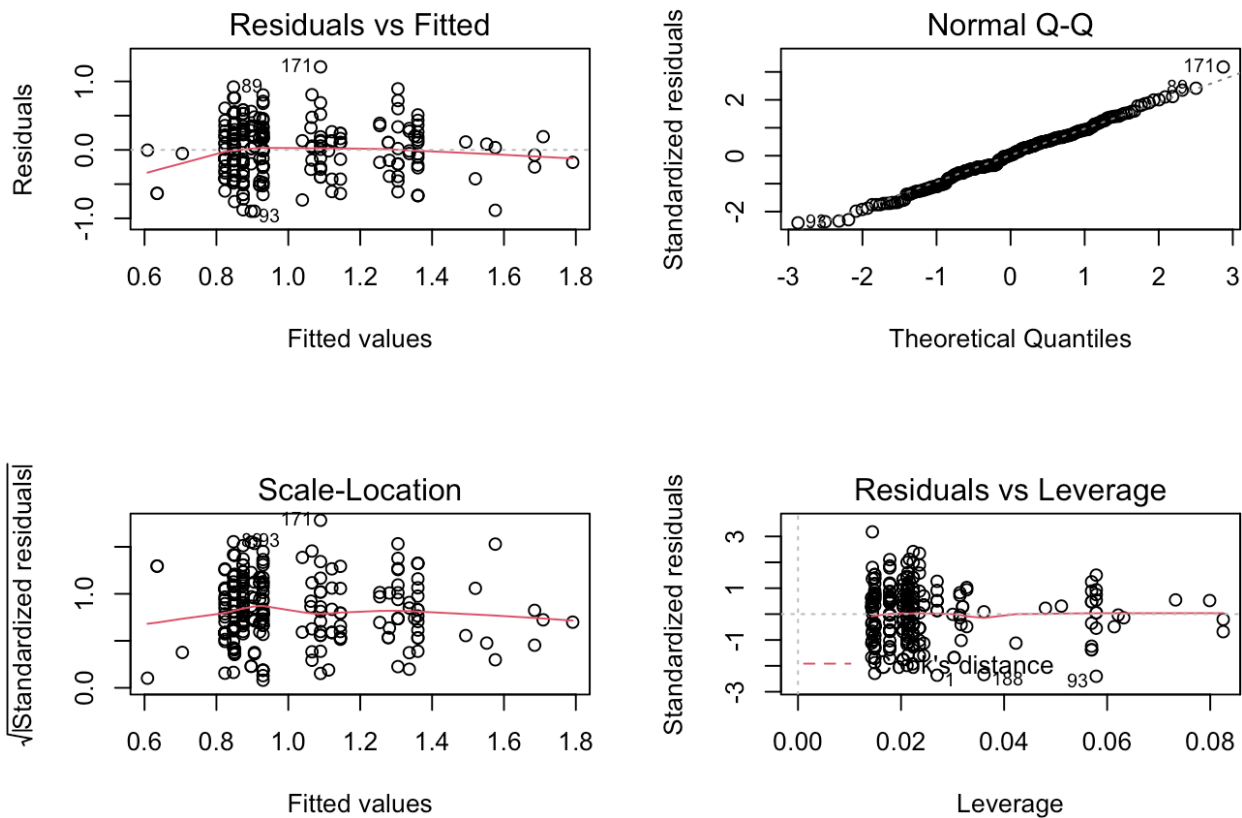 Residuals vs Fitted
Residuals
1.0
0.0
-1.0
171
89
93
0.6 0.8 1.0 1.2 1.4 1.6 1.8
Fitted values
Normal Q-Q
Standardized residuals
2
0
-2
171
89
93
-3 -2 -1 0 1 2 3
Theoretical Quantiles
Scale-Location
√|Standardized residuals|
1.0
0.0
171
93
0.6 0.8 1.0 1.2 1.4 1.6 1.8
Fitted values
Residuals vs Leverage
Standardized residuals
3
1
-1
-3
Cook's distance
1
188
93
0.00 0.02 0.04 0.06 0.08
Leverage